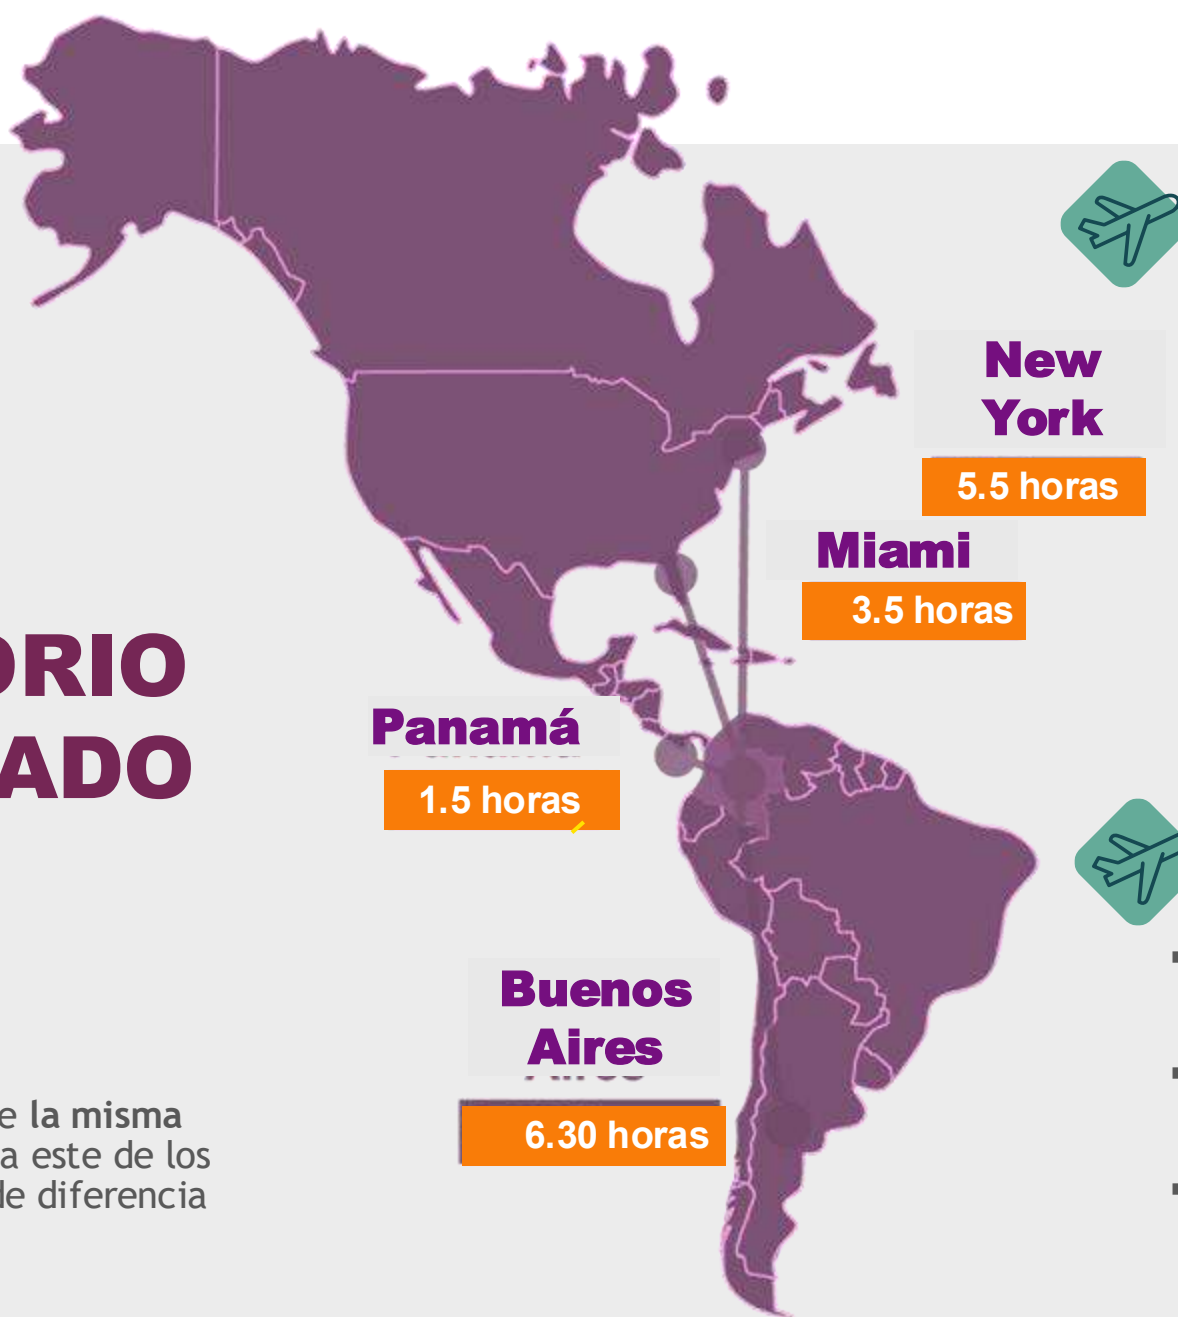 New
York
5.5 horas
Miami
3.5 horas
ORIO
ADO
Panamá
1.5 horas
Buenos
Aires
6.30 horas
e la misma
a este de los
de diferencia